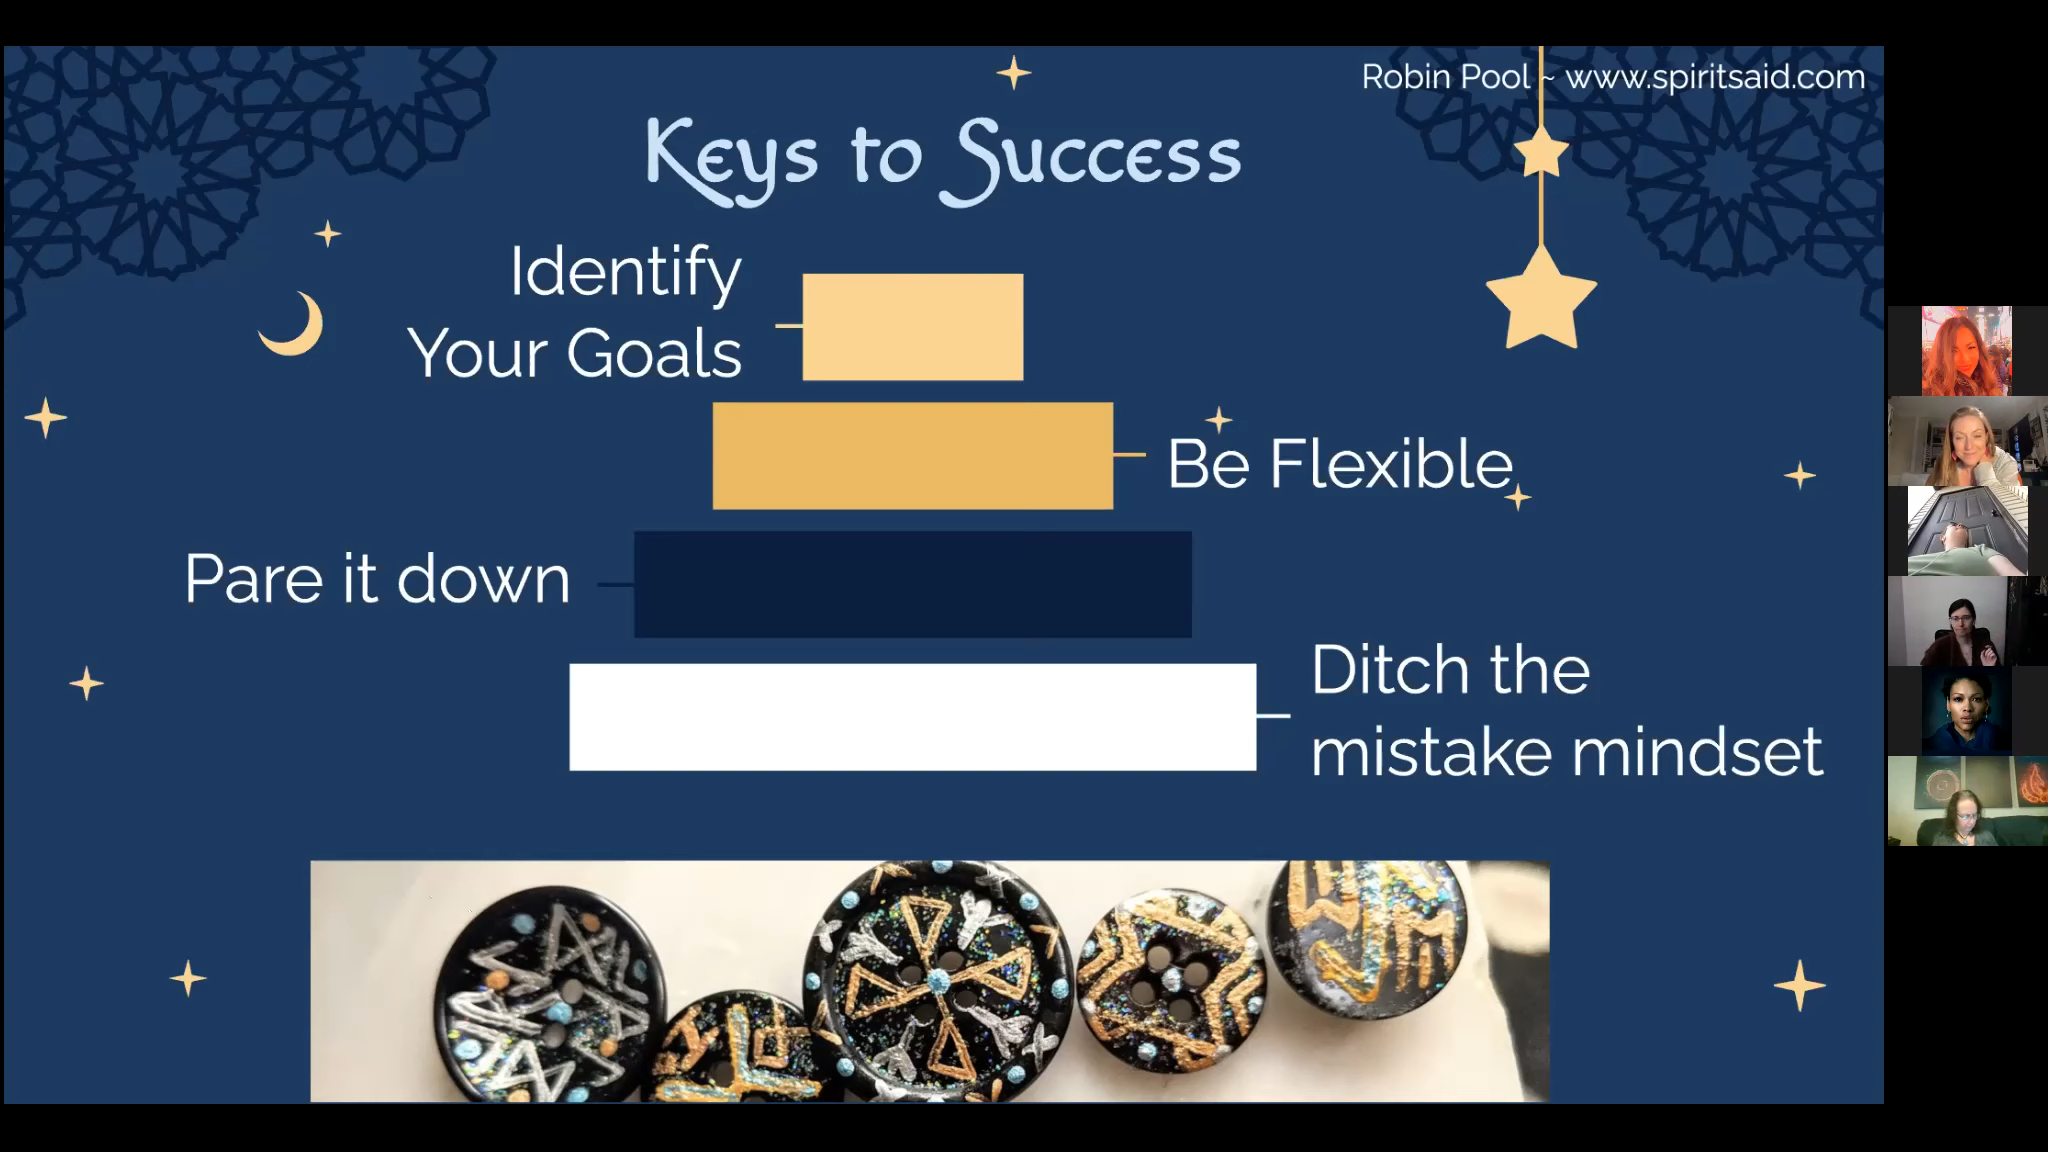 Robin Pool ~ www.spiritsaid.com
Keys to Success
Identify
Your Goals
Be Flexible
Pare it down
Ditch the
mistake mindset